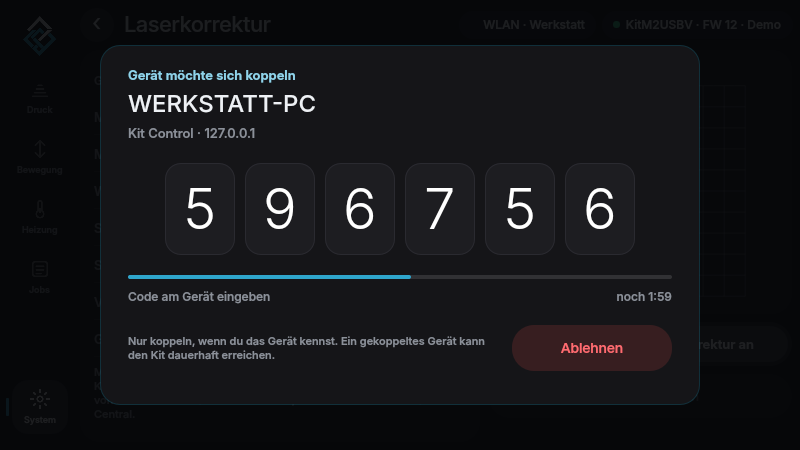 Laserkorrektur
WLAN · Werkstatt
KitM2USBV · FW 12 · Demo
Gerät möchte sich koppeln
WERKSTATT-PC
Kit Control · 127.0.0.1
5 9 6 7 5 6
Code am Gerät eingeben
noch 1:59
Nur koppeln, wenn du das Gerät kennst. Ein gekoppeltes Gerät kann
den Kit dauerhaft erreichen.
Ablehnen
Druck
Bewegung
Heizung
Jobs
System
rektur an
Central.